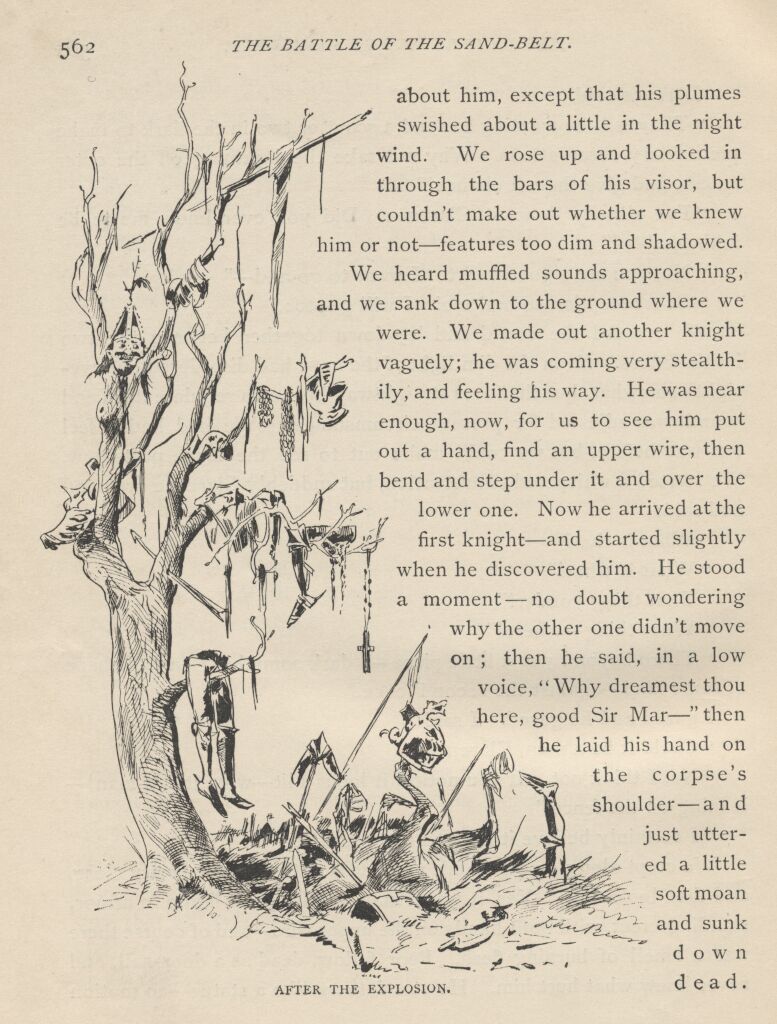 562
THE BATTLE OF THE SAND-BELT.
about him, except that his plumes
swished about a little in the night
wind. We rose up and looked in
through the bars of his visor, but
couldn't make out whether we knew
him or not—features too dim and shadowed.
We heard muffled sounds approaching,
and we sank down to the ground where we
were. We made out another knight
vaguely; he was coming very stealth-
ily, and feeling his way. He was near
enough, now, for us to see him put
out a hand, find an upper wire, then
bend and step under it and over the
lower one. Now he arrived at the
first knight—and started slightly
when he discovered him. He stood
a moment—no doubt wondering
why the other one didn't move
on; then he said, in a low
voice, "Why dreamest thou
here, good Sir Mar—" then
he laid his hand on
the corpse's
shoulder—and
just utter-
ed a little
soft moan
and sunk
down
dead.
Dan Beard
AFTER THE EXPLOSION.